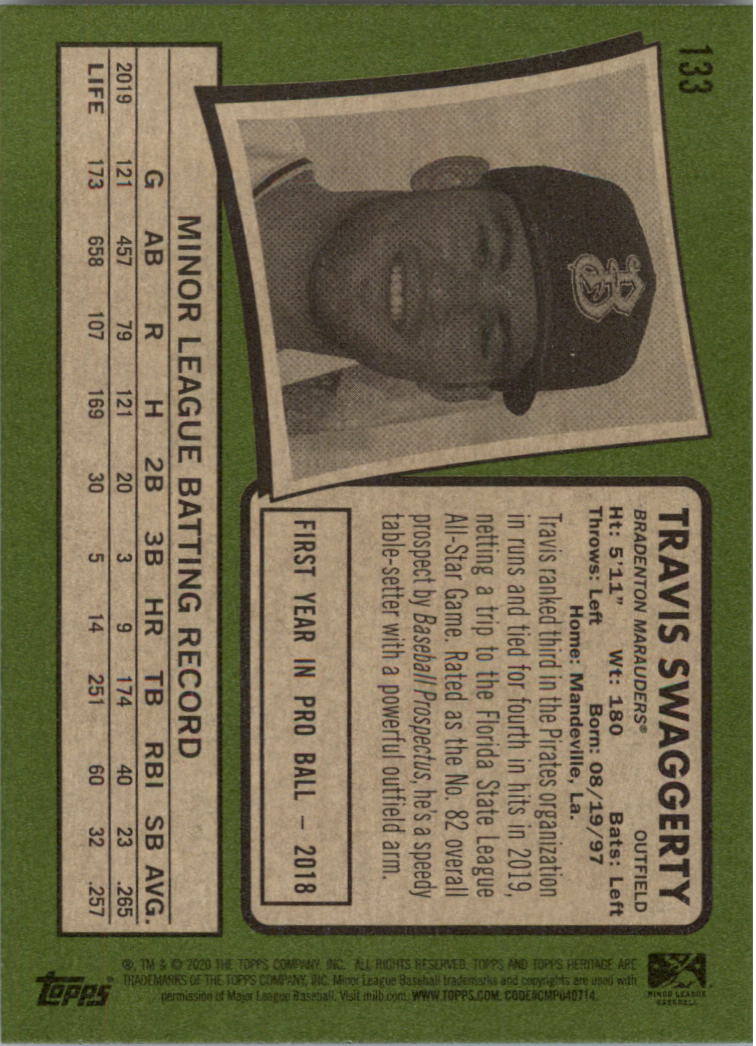 133
TRAVIS SWAGGERTY
BRADENTON MARAUDERS® OUTFIELD
Ht: 5'11" Wt: 180 Bats: Left
Throws: Left Born: 08/19/97
Home: Mandeville, La.
Travis ranked third in the Pirates organization
in runs and tied for fourth in hits in 2019,
netting a trip to the Florida State League
All-Star Game. Rated as the No. 82 overall
prospect by Baseball Prospectus, he's a speedy
table-setter with a powerful outfield arm.
FIRST YEAR IN PRO BALL – 2018
B
MINOR LEAGUE BATTING RECORD
G AB R H 2B 3B HR TB RBI SB AVG.
2019 121 457 79 121 20 3 9 174 40 23 .265
LIFE 173 658 107 169 30 5 14 251 60 32 .257
MINOR LEAGUE
BASEBALL
®, TM & © 2020 THE TOPPS COMPANY, INC. ALL RIGHTS RESERVED. TOPPS AND TOPPS HERITAGE ARE
TRADEMARKS OF THE TOPPS COMPANY, INC. Minor League Baseball trademarks and copyrights are used with
permission of Major League Baseball. Visit milb.com. WWW.TOPPS.COM. CODE#CMP040714.
topps®